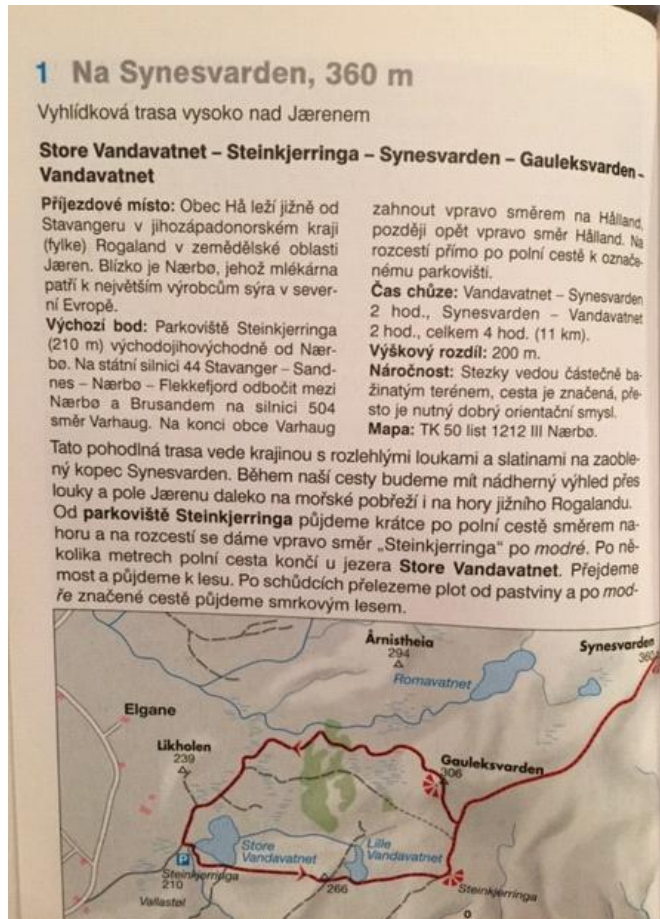 1 Na Synesvarden, 360 m
Vyhlídková trasa vysoko nad Jærenem
Store Vandavatnet – Steinkjerringa – Synesvarden – Gauleksvarden –
Vandavatnet
Příjezdové místo: Obec Hå leží jižně od
Stavangeru v jihozápadonorském kraji
(fylke) Rogaland v zemědělské oblasti
Jæren. Blízko je Nærbø, jehož mlékárna
patří k největším výrobcům sýra v sever-
ní Evropě.
Výchozí bod: Parkoviště Steinkjerringa
(210 m) východojihovýchodně od Nær-
bø. Na státní silnici 44 Stavanger – Sand-
nes – Nærbø – Flekkefjord odbočit mezi
Nærbø a Brusandem na silnici 504
směr Varhaug. Na konci obce Varhaug
zahnout vpravo směrem na Hålland,
později opět vpravo směr Hålland. Na
rozcestí přímo po polní cestě k označe-
nému parkovišti.
Čas chůze: Vandavatnet – Synesvarden
2 hod., Synesvarden – Vandavatnet
2 hod., celkem 4 hod. (11 km).
Výškový rozdíl: 200 m.
Náročnost: Stezky vedou částečně ba-
žinatým terénem, cesta je značená, pře-
sto je nutný dobrý orientační smysl.
Mapa: TK 50 list 1212 III Nærbø.
Tato pohodlná trasa vede krajinou s rozlehlými loukami a slatinami na zaoble-
ný kopec Synesvarden. Během naší cesty budeme mít nádherný výhled přes
louky a pole Jærenu daleko na mořské pobřeží i na hory jižního Rogalandu.
Od parkoviště Steinkjerringa půjdeme krátce po polní cestě směrem na-
horu a na rozcestí se dáme vpravo směr „Steinkjerringa“ po modré. Po ně-
kolika metrech polní cesta končí u jezera Store Vandavatnet. Přejdeme
most a půjdeme k lesu. Po schůdcích přelezeme plot od pastviny a po mod-
ře značené cestě půjdeme smrkovým lesem.
Årnistheia
294
Synesvarden
360
Romavatnet
Elgane
Likholen
239
Gauleksvarden
306
Store
Vandavatnet
Lille
Vandavatnet
P
Steinkjerringa
210
266
Steinkjerringa
Vallastøl